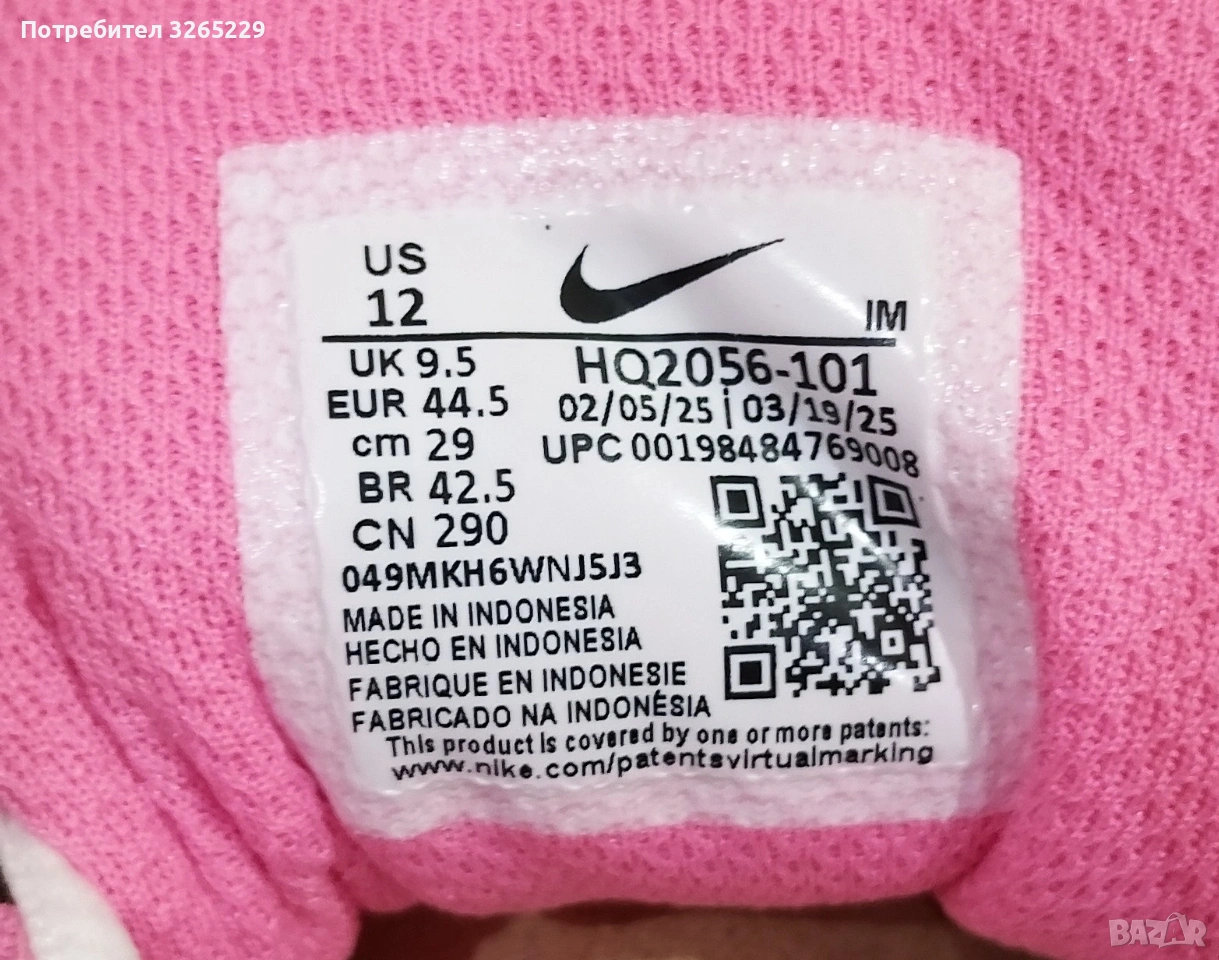 Потребител 3265229
US
12
IM
UK 9.5
HQ2056-101
EUR 44.5
02/05/25 | 03/19/25
cm 29
UPC 00198484769008
BR 42.5
CN 290
049MKH6WNJ5J3
MADE IN INDONESIA
HECHO EN INDONESIA
FABRIQUE EN INDONESIE
FABRICADO NA INDONÉSIA
This product is covered by one or more patents:
www.nike.com/patentsvirtualmarking
BAZAR